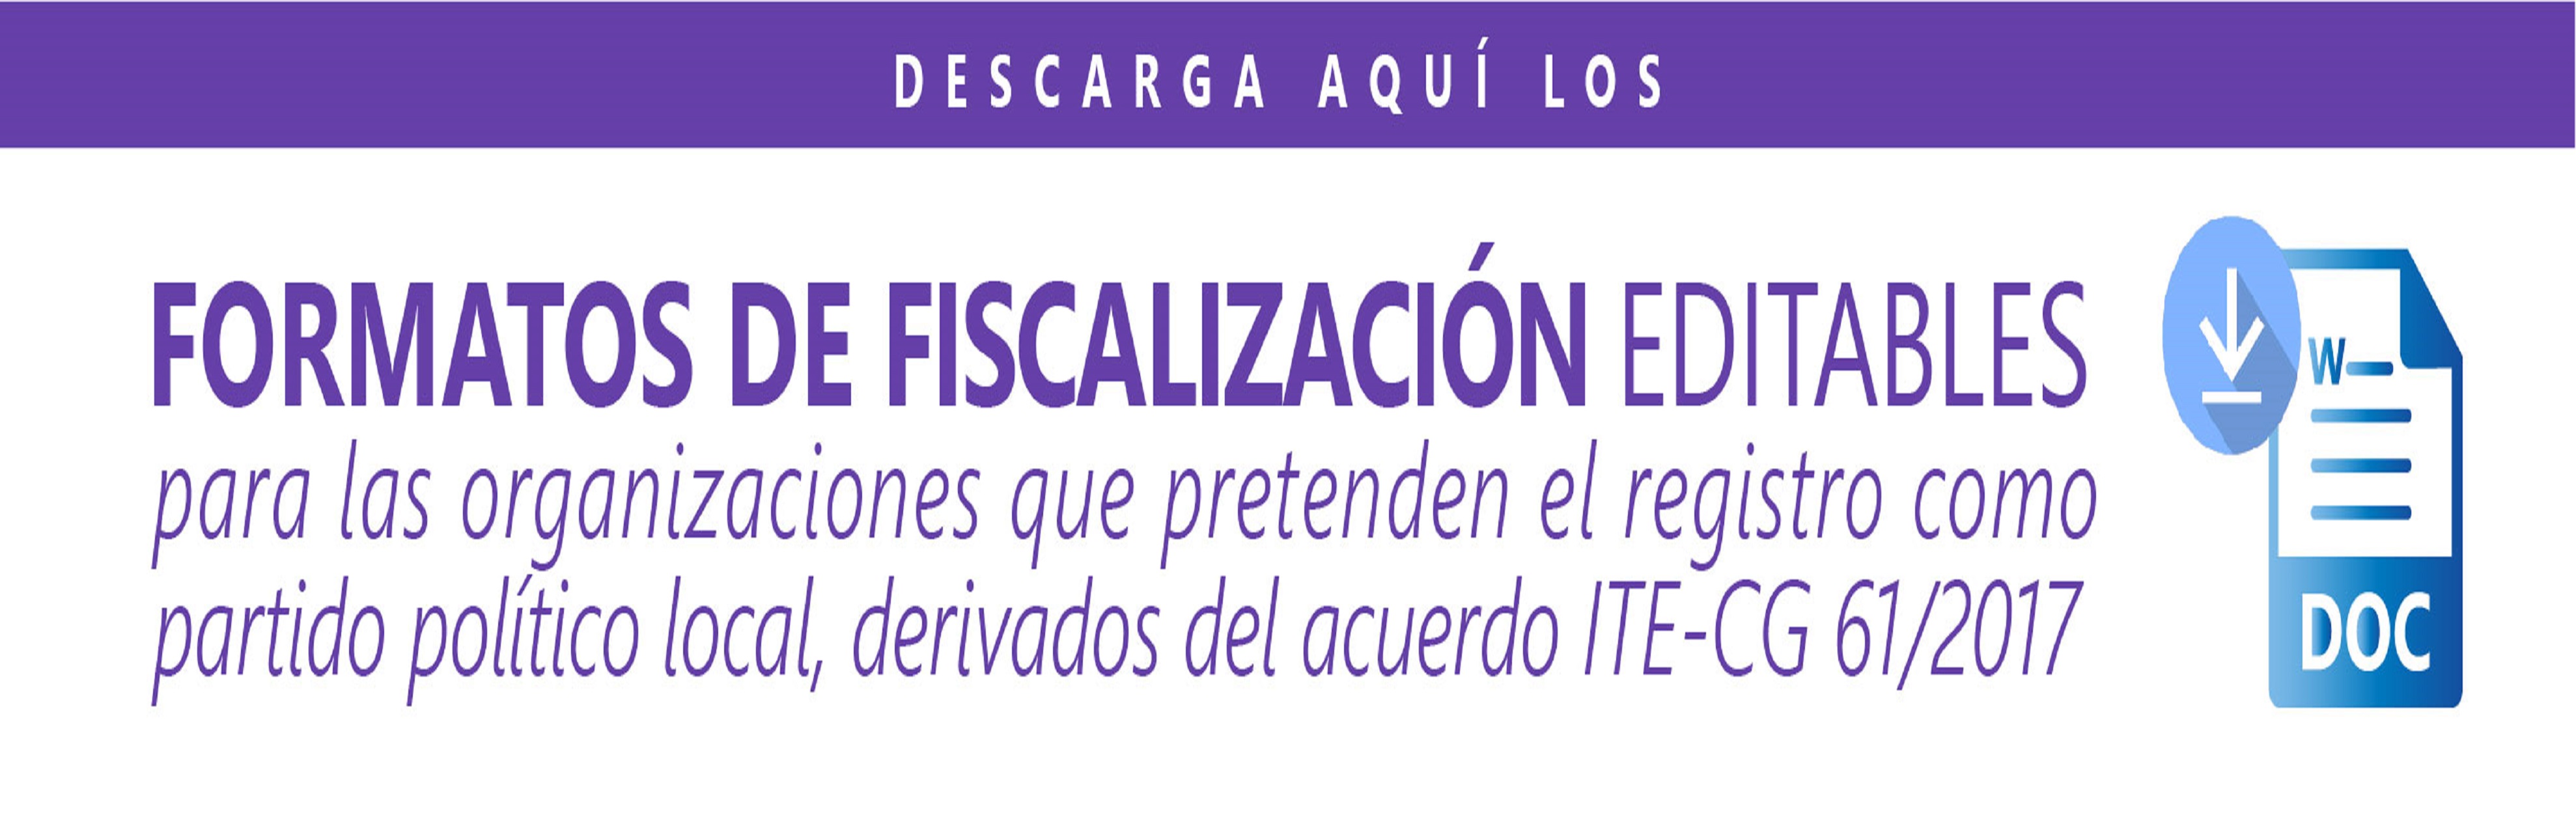 DESCARGA AQUÍ LOS
FORMATOS DE FISCALIZACIÓN EDITABLES
para las organizaciones que pretenden el registro como
partido político local, derivados del acuerdo ITE-CG 61/2017
W
DOC